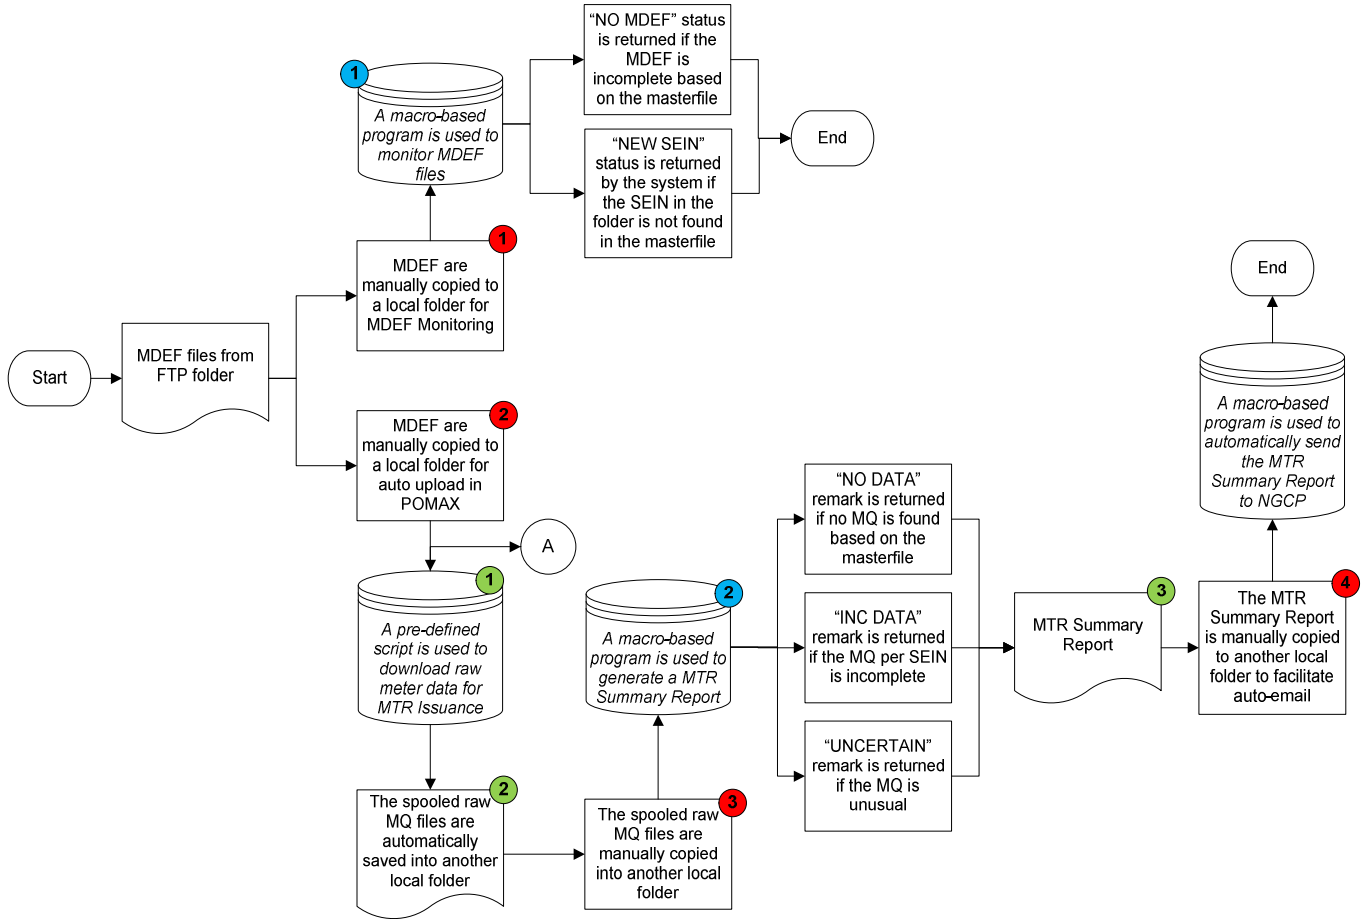 Start
MDEF files from
FTP folder
1
MDEF are
manually copied to
a local folder for
MDEF Monitoring
1
A macro-based
program is used to
monitor MDEF
files
“NO MDEF” status
is returned if the
MDEF is
incomplete based
on the masterfile
“NEW SEIN”
status is returned
by the system if
the SEIN in the
folder is not found
in the masterfile
End
2
MDEF are
manually copied to
a local folder for
auto upload in
POMAX
A
1
A pre-defined
script is used to
download raw
meter data for
MTR Issuance
2
The spooled raw
MQ files are
automatically
saved into another
local folder
3
The spooled raw
MQ files are
manually copied
into another local
folder
2
A macro-based
program is used to
generate a MTR
Summary Report
“NO DATA”
remark is returned
if no MQ is found
based on the
masterfile
“INC DATA”
remark is returned
if the MQ per SEIN
is incomplete
“UNCERTAIN”
remark is returned
if the MQ is
unusual
3
MTR Summary
Report
4
The MTR
Summary Report
is manually copied
to another local
folder to facilitate
auto-email
A macro-based
program is used to
automatically send
the MTR
Summary Report
to NGCP
End